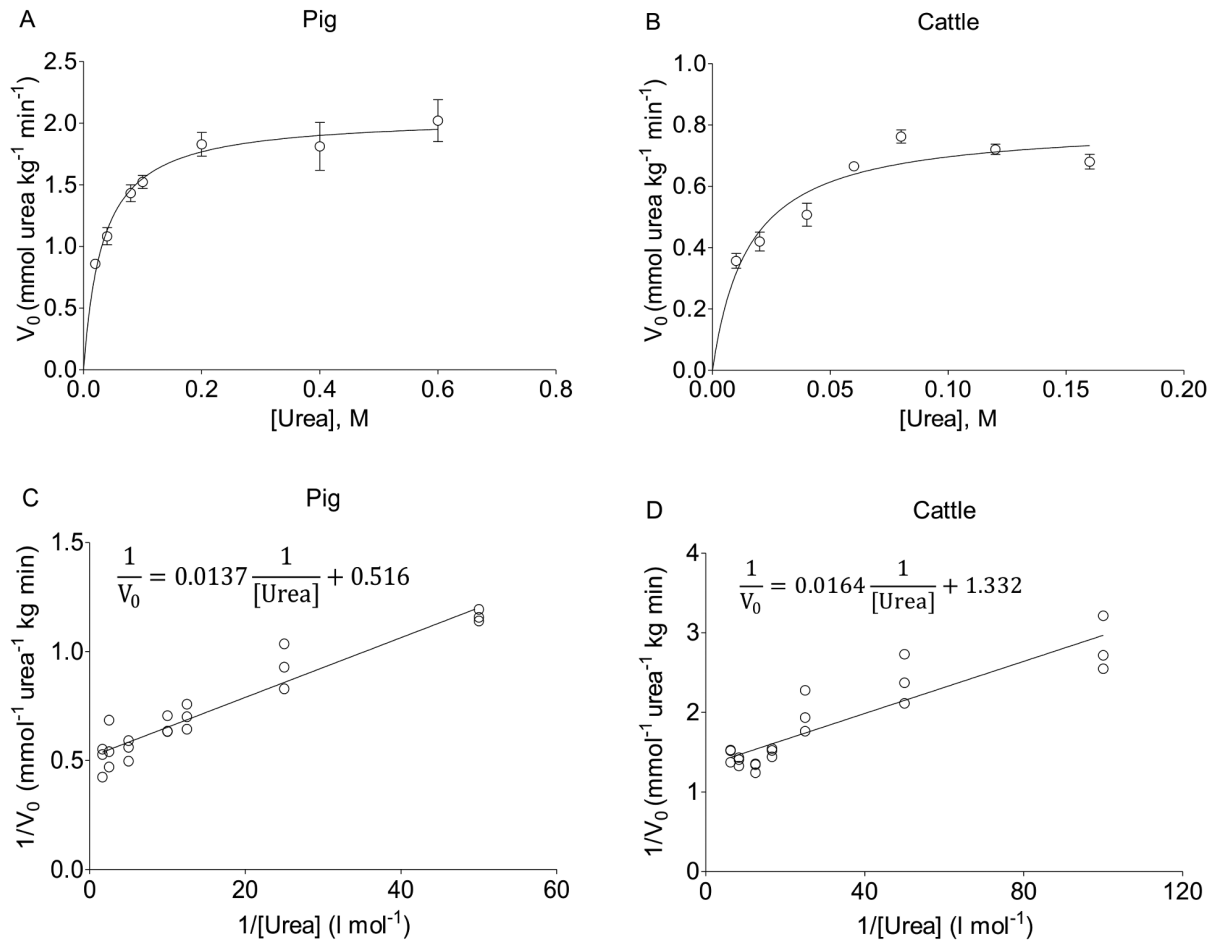 A
Pig
2.5
2.0
1.5
1.0
0.5
0.0
0.0
0.2
0.4
0.6
0.8
V₀ (mmol urea kg⁻¹ min⁻¹)
[Urea], M
B
Cattle
1.0
0.8
0.6
0.4
0.2
0.0
0.00
0.05
0.10
0.15
0.20
V₀ (mmol urea kg⁻¹ min⁻¹)
[Urea], M
C
Pig
1/V₀ = 0.0137 1/[Urea] + 0.516
1.5
1.0
0.5
0.0
0
20
40
60
1/V₀ (mmol⁻¹ urea⁻¹ kg min)
1/[Urea] (l mol⁻¹)
D
Cattle
1/V₀ = 0.0164 1/[Urea] + 1.332
4
3
2
1
0
0
40
80
120
1/V₀ (mmol⁻¹ urea⁻¹ kg min)
1/[Urea] (l mol⁻¹)